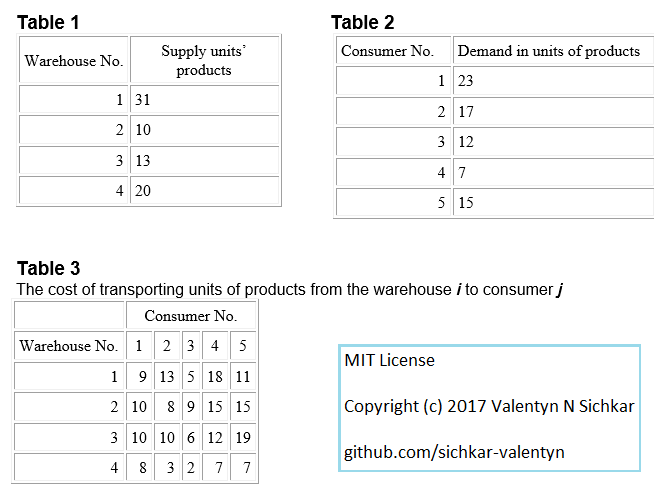 Table 1
Warehouse No. Supply units’ products
1 31
2 10
3 13
4 20
Table 2
Consumer No. Demand in units of products
1 23
2 17
3 12
4 7
5 15
Table 3
The cost of transporting units of products from the warehouse i to consumer j
Consumer No.
Warehouse No. 1 2 3 4 5
1 9 13 5 18 11
2 10 8 9 15 15
3 10 10 6 12 19
4 8 3 2 7 7
MIT License
Copyright (c) 2017 Valentyn N Sichkar
github.com/sichkar-valentyn